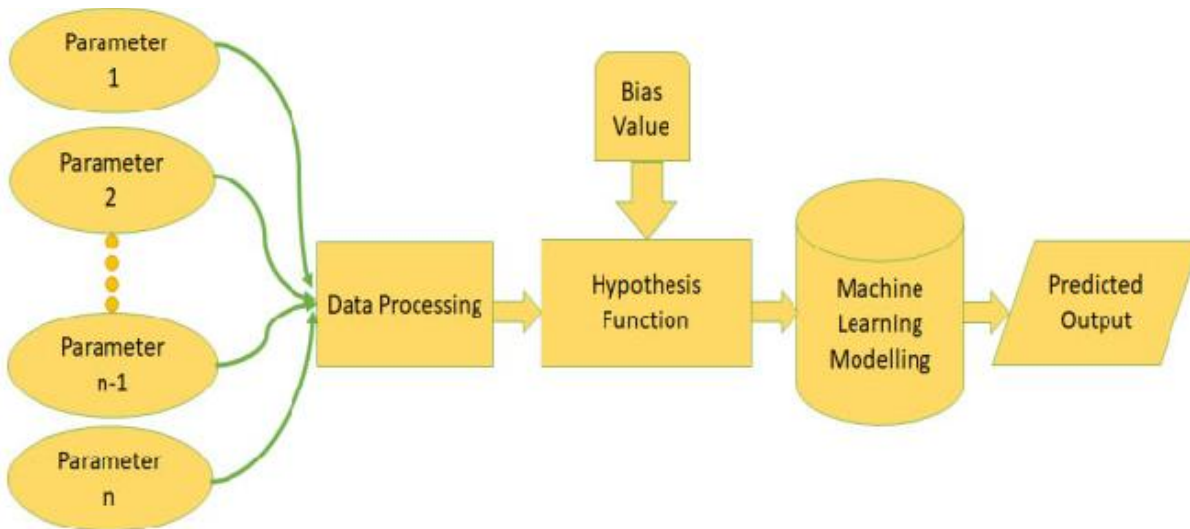 Parameter
1
Parameter
2
Parameter
n-1
Parameter
n
Data Processing
Bias
Value
Hypothesis
Function
Machine
Learning
Modelling
Predicted
Output